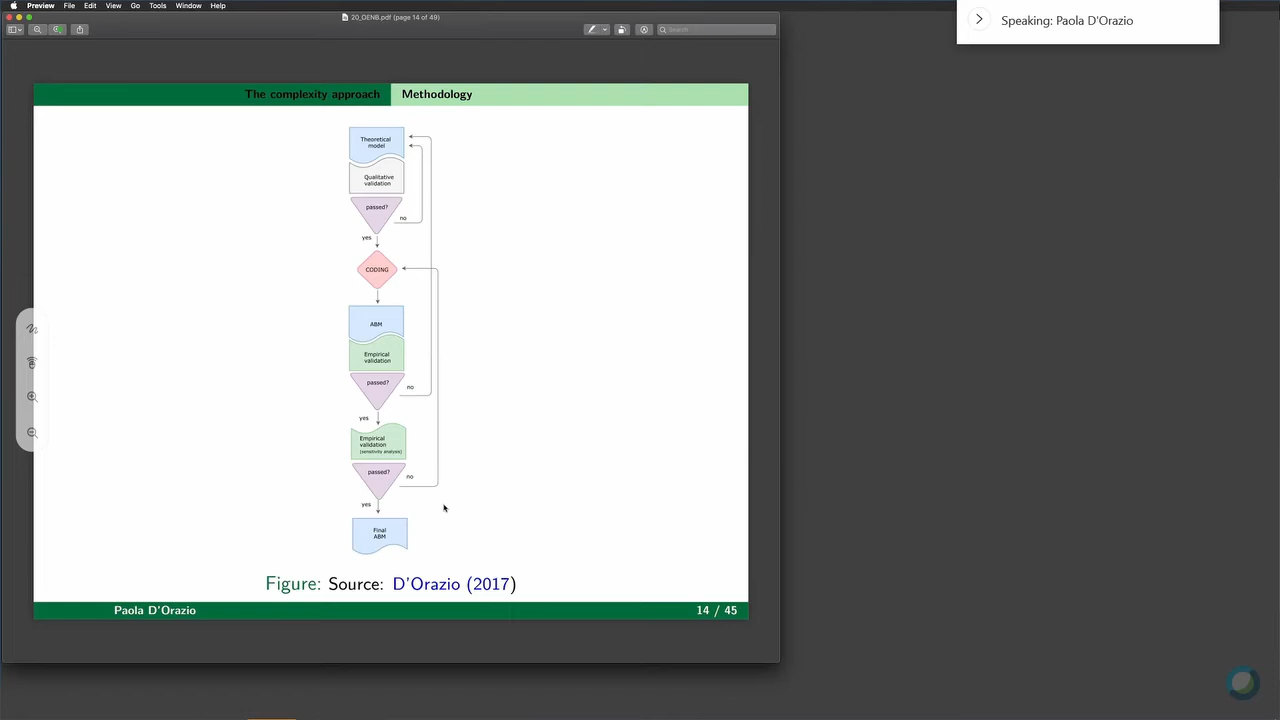 Preview File Edit View Go Tools Window Help
20_OENB.pdf (page 14 of 49)
Search
Speaking: Paola D'Orazio
The complexity approach Methodology
Theoretical
model
Qualitative
validation
passed?
no
yes
CODING
ABM
Empirical
validation
passed?
no
yes
Empirical
validation
(sensitivity analysis)
passed?
no
yes
Final
ABM
Figure: Source: D'Orazio (2017)
Paola D'Orazio 14 / 45